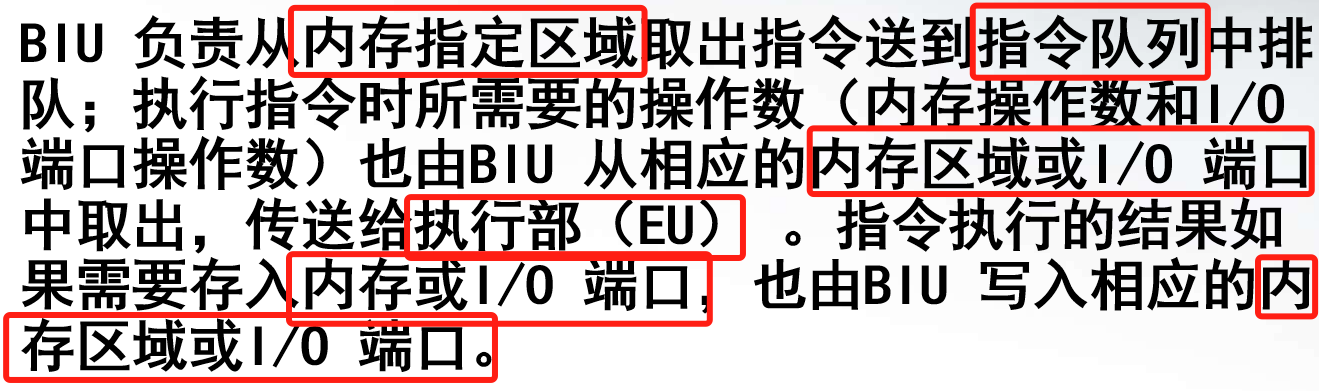 BIU 负责从内存指定区域取出指令送到指令队列中排
队；执行指令时所需要的操作数（内存操作数和I/O
端口操作数）也由BIU 从相应的内存区域或I/O 端口
中取出，传送给执行部（EU） 。指令执行的结果如
果需要存入内存或I/O 端口，也由BIU 写入相应的内
存区域或I/O 端口。